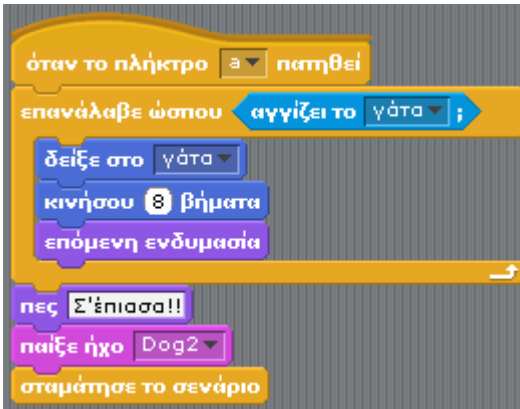 όταν το πλήκτρο a πατηθεί
επανάλαβε ώσπου αγγίζει το γάτα ;
δείξε στο γάτα
κινήσου 8 βήματα
επόμενη ενδυμασία
πες Σ'έπιασα!!
παίξε ήχο Dog2
σταμάτησε το σενάριο